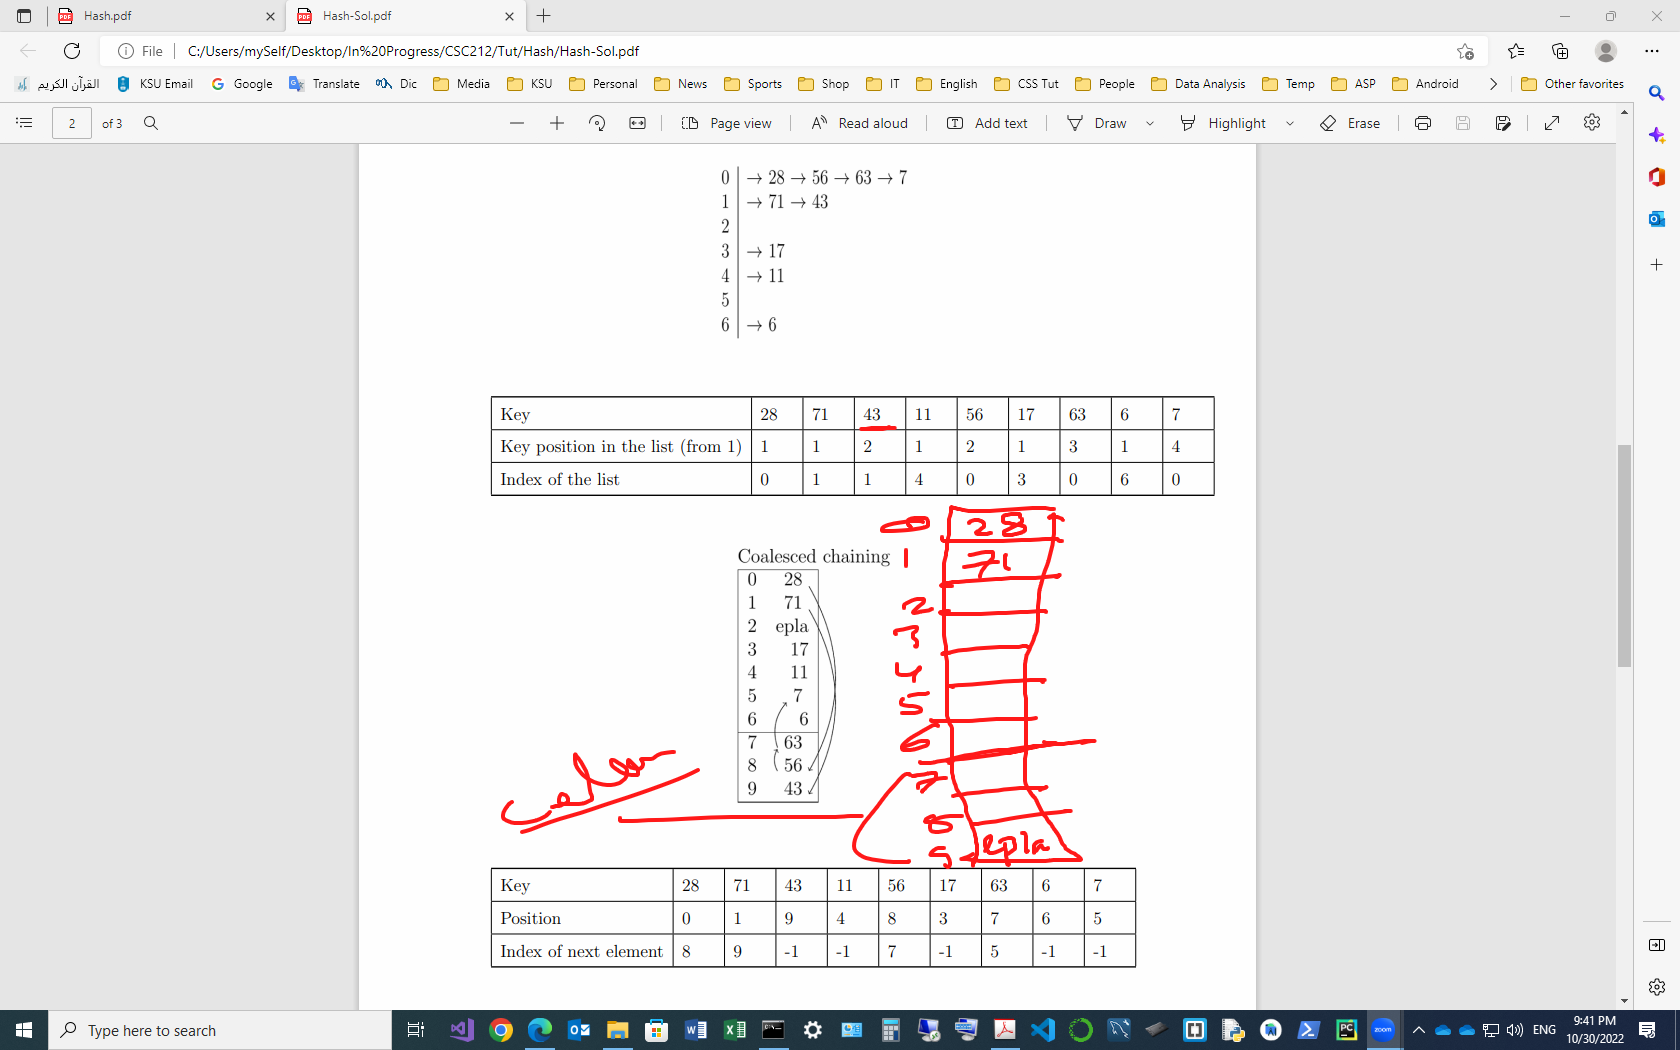 Hash.pdf
Hash-Sol.pdf
File
C:/Users/mySelf/Desktop/In%20Progress/CSC212/Tut/Hash/Hash-Sol.pdf
القرآن الكريم KSU Email Google Translate Dic Media KSU Personal News Sports Shop IT English CSS Tut People Data Analysis Temp ASP Android Other favorites
2 of 3 Page view Read aloud Add text Draw Highlight Erase
0 → 28 → 56 → 63 → 7
1 → 71 → 43
2
3 → 17
4 → 11
5
6 → 6
Key 28 71 43 11 56 17 63 6 7
Key position in the list (from 1) 1 1 2 1 2 1 3 1 4
Index of the list 0 1 1 4 0 3 0 6 0
Coalesced chaining
0 28
1 71
2 epla
3 17
4 11
5 7
6 6
7 63
8 56
9 43
0 28
1 71
2
3
4
5
6
7
8
9 epla
Key 28 71 43 11 56 17 63 6 7
Position 0 1 9 4 8 3 7 6 5
Index of next element 8 9 -1 -1 7 -1 5 -1 -1
Type here to search
zoom
ENG
9:41 PM
10/30/2022